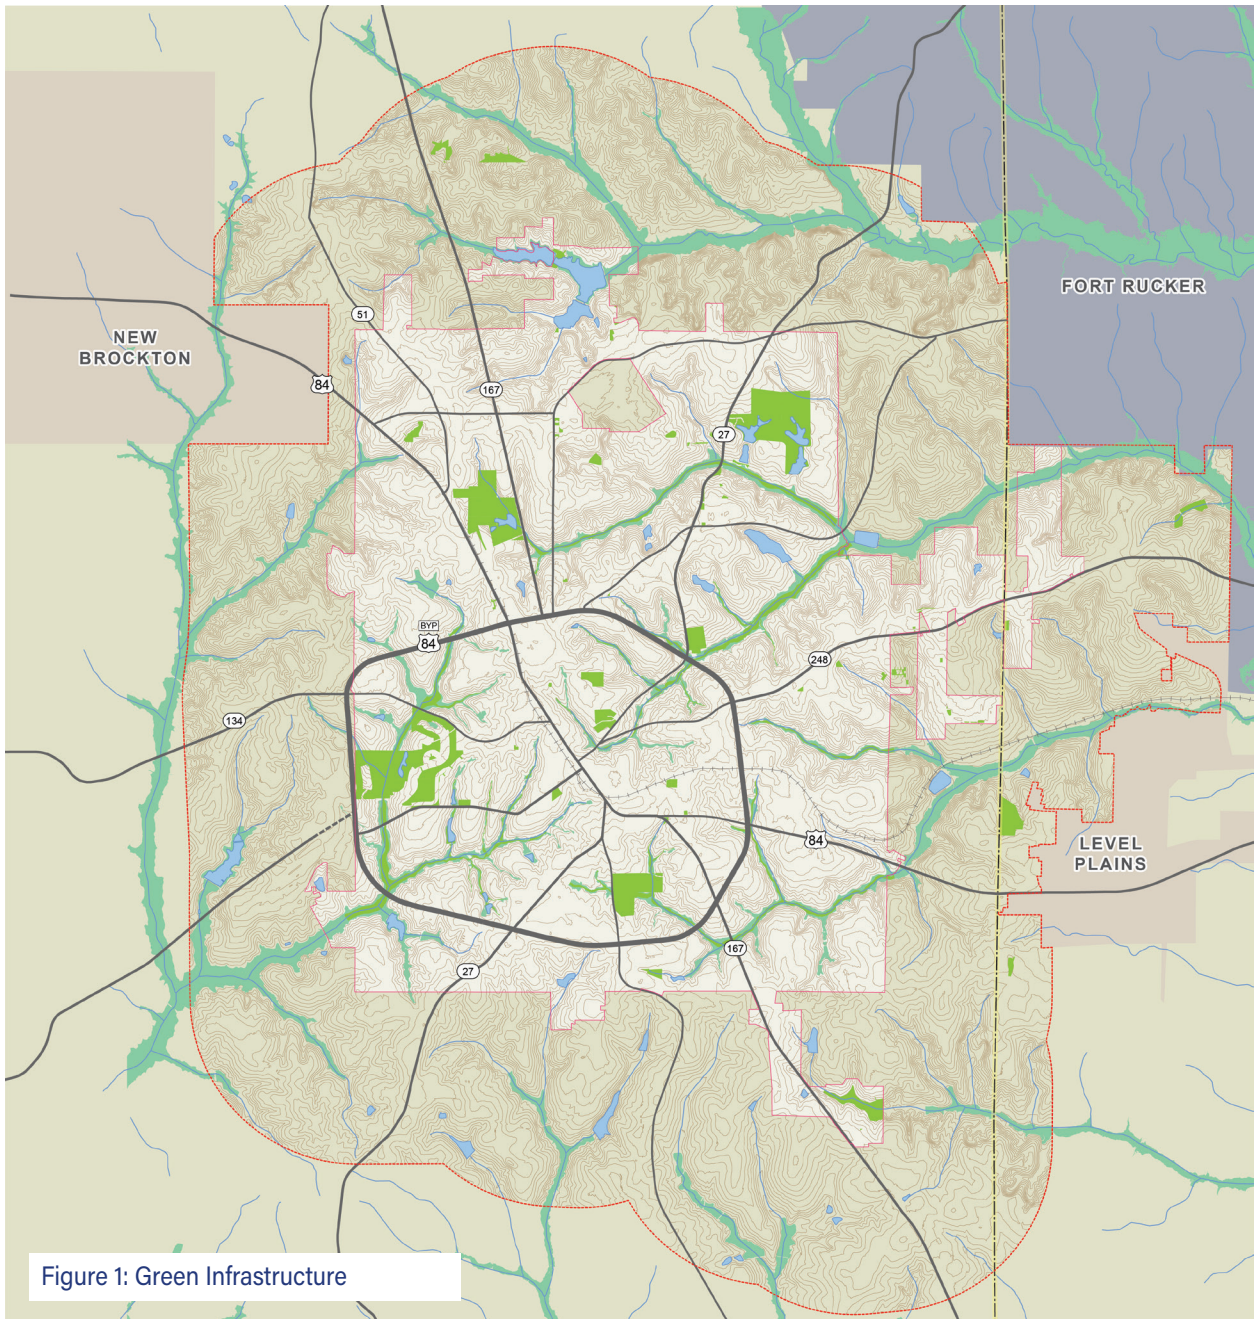 FORT RUCKER
NEW
BROCKTON
51
84
167
27
BYP
84
248
134
84
LEVEL
PLAINS
167
27
Figure 1: Green Infrastructure